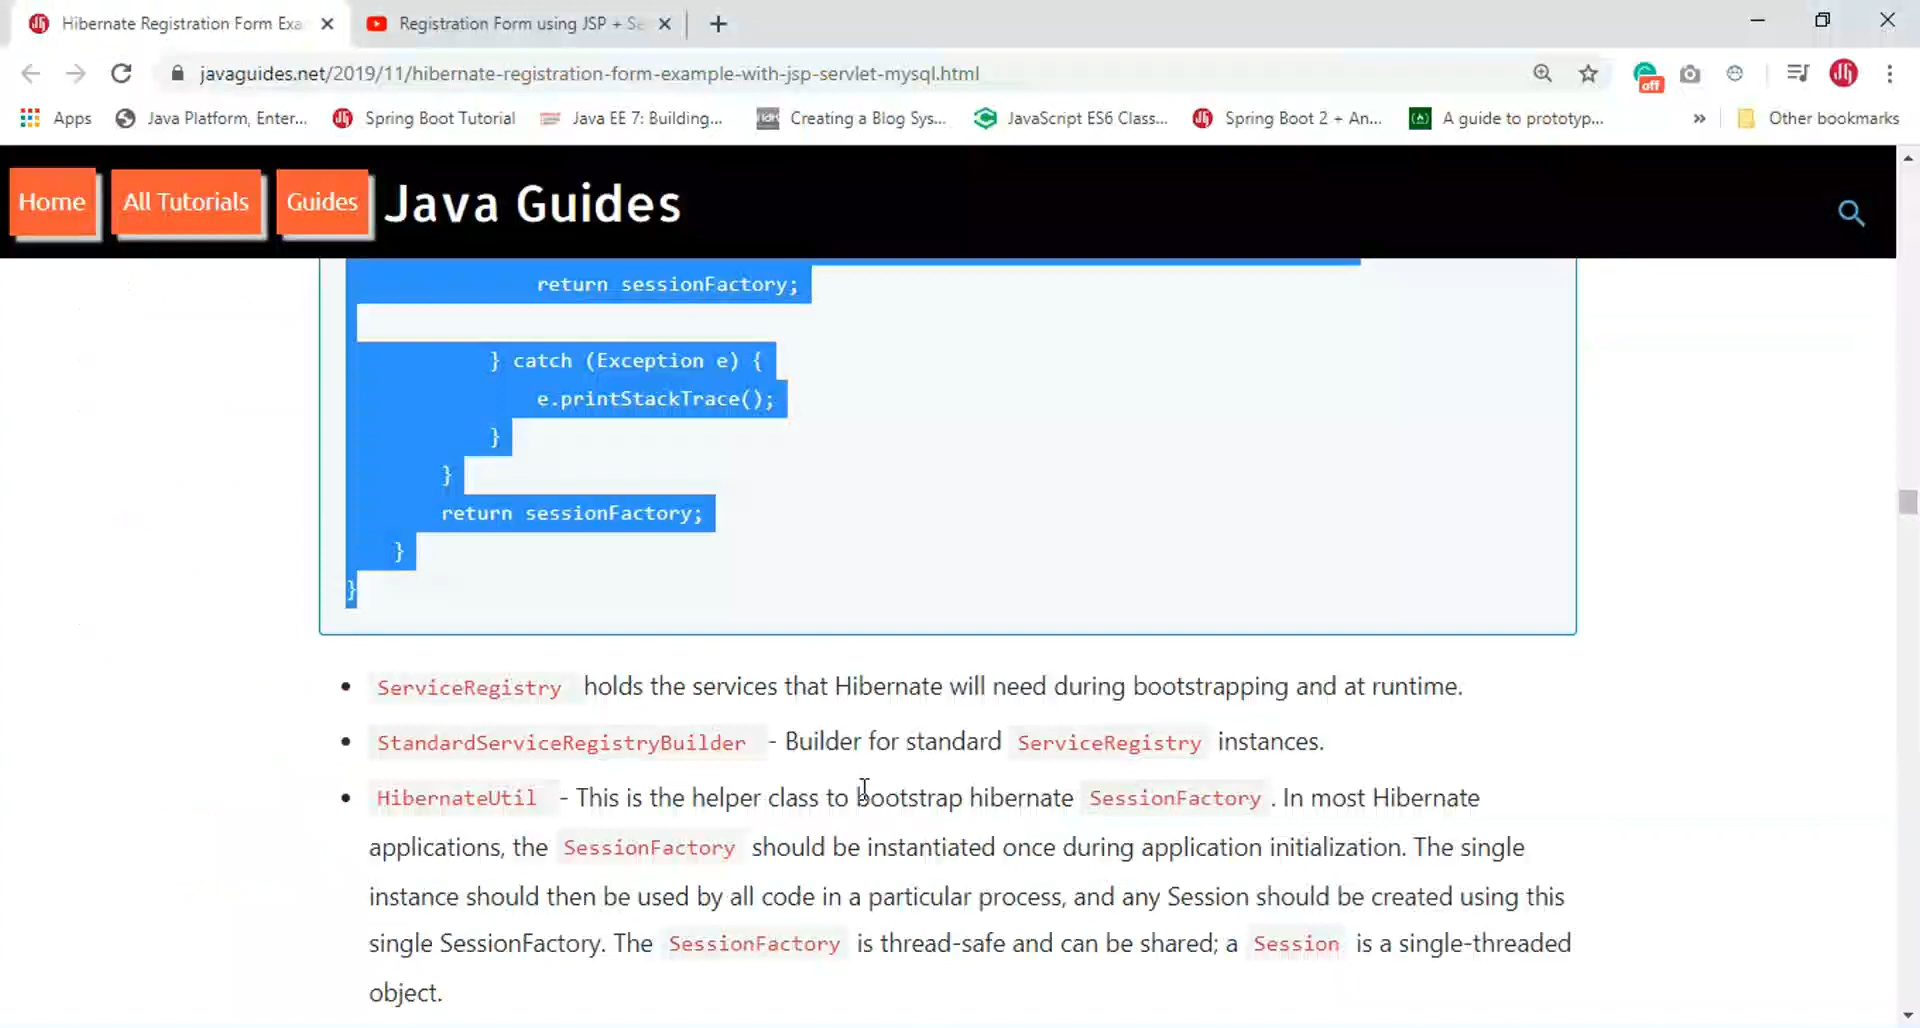 Hibernate Registration Form Exa
Registration Form using JSP + Se
javaguides.net/2019/11/hibernate-registration-form-example-with-jsp-servlet-mysql.html
off
Apps
Java Platform, Enter...
Spring Boot Tutorial
Java EE 7: Building...
Creating a Blog Sys...
JavaScript ES6 Class...
Spring Boot 2 + An...
A guide to prototyp...
»
Other bookmarks
Home
All Tutorials
Guides
Java Guides
return sessionFactory;
} catch (Exception e) {
e.printStackTrace();
}
}
return sessionFactory;
}
}
ServiceRegistry holds the services that Hibernate will need during bootstrapping and at runtime.
StandardServiceRegistryBuilder - Builder for standard ServiceRegistry instances.
HibernateUtil - This is the helper class to bootstrap hibernate SessionFactory. In most Hibernate
applications, the SessionFactory should be instantiated once during application initialization. The single
instance should then be used by all code in a particular process, and any Session should be created using this
single SessionFactory. The SessionFactory is thread-safe and can be shared; a Session is a single-threaded
object.